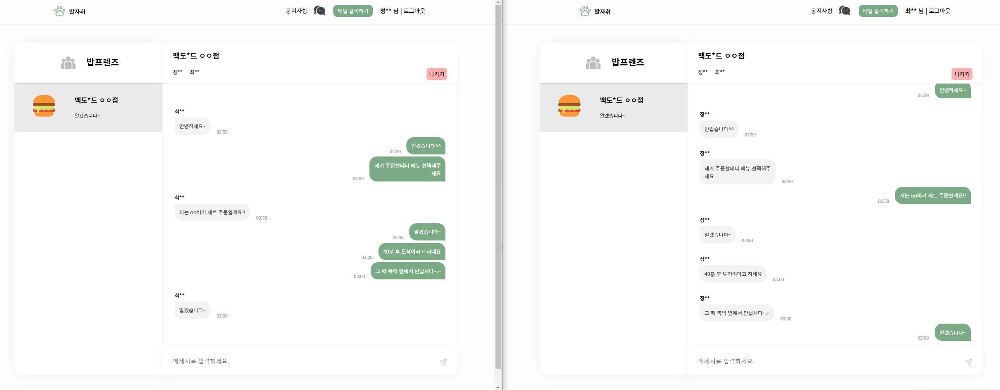 발자취
공지사항
배달 같이하기
정** 님 | 로그아웃
밥프렌즈
맥도*드 ㅇㅇ점
알겠습니다~
맥도*드 ㅇㅇ점
정** 최**
나가기
최**
안녕하세요~
02:59
반갑습니다^^
02:59
제가 주문할테니 메뉴 선택해주
세요
02:59
최**
저는 oo버거 세트 주문할게요!!
02:59
알겠습니다~
03:00
40분 후 도착이라고 하네요
03:00
그 때 북악 앞에서 만납시다~.~
03:00
최**
알겠습니다~
03:00
메세지를 입력하세요.
발자취
공지사항
배달 같이하기
최** 님 | 로그아웃
밥프렌즈
맥도*드 ㅇㅇ점
알겠습니다~
맥도*드 ㅇㅇ점
정** 최**
나가기
안녕하세요~
02:59
정**
반갑습니다^^
02:59
정**
제가 주문할테니 메뉴 선택해주
세요
02:59
저는 oo버거 세트 주문할게요!!
02:59
정**
알겠습니다~
03:00
정**
40분 후 도착이라고 하네요
03:00
정**
그 때 북악 앞에서 만납시다~.~
03:00
알겠습니다~
03:00
메세지를 입력하세요.